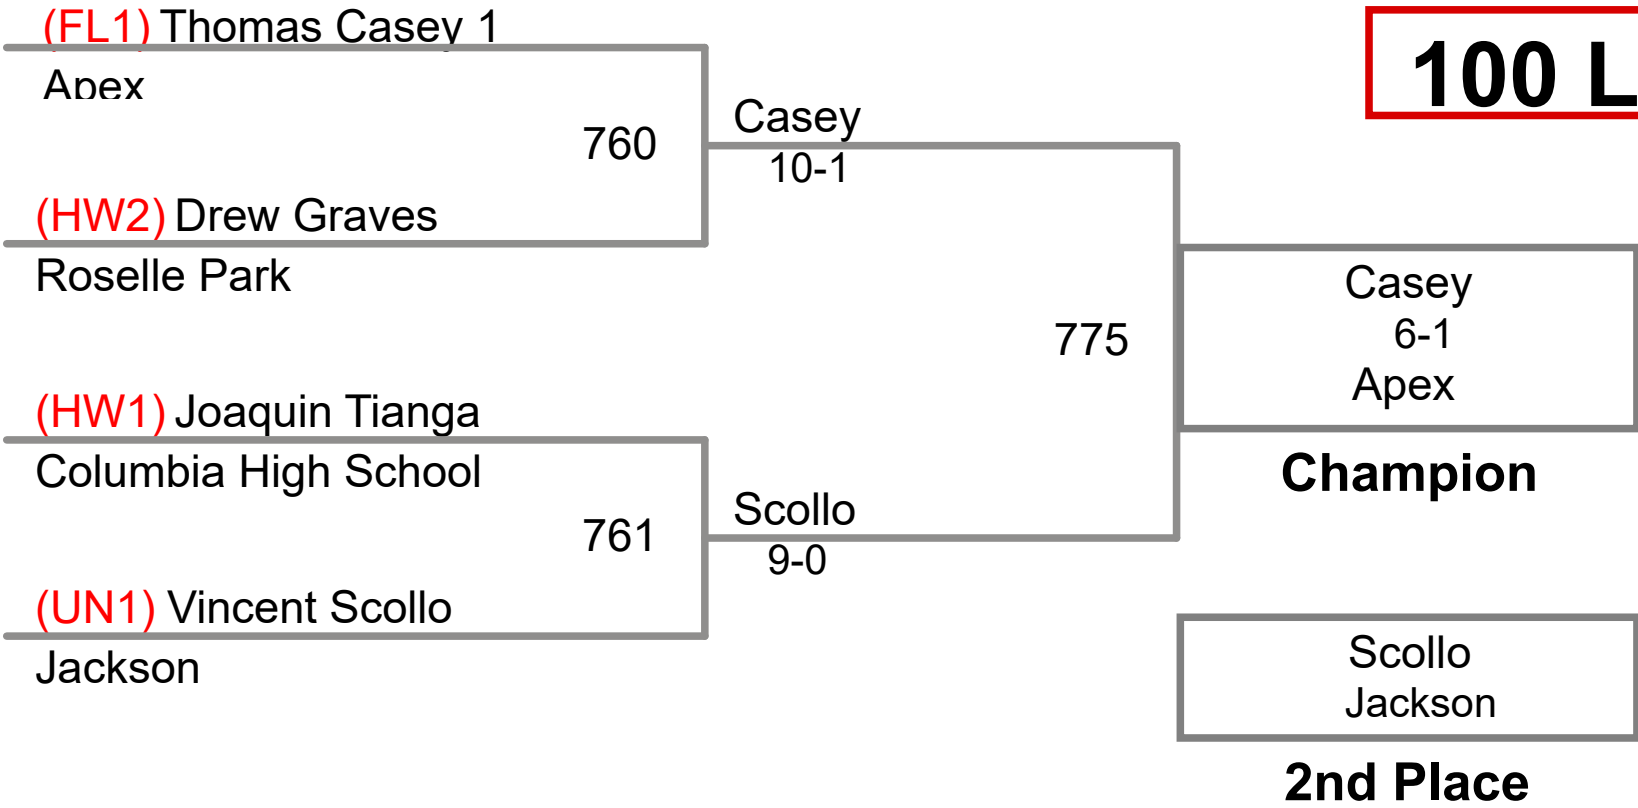 (FL1) Thomas Casey 1
Apex
100 L
760
Casey
10-1
(HW2) Drew Graves
Roselle Park
775
Casey
6-1
Apex
Champion
(HW1) Joaquin Tianga
Columbia High School
761
Scollo
9-0
(UN1) Vincent Scollo
Jackson
Scollo
Jackson
2nd Place